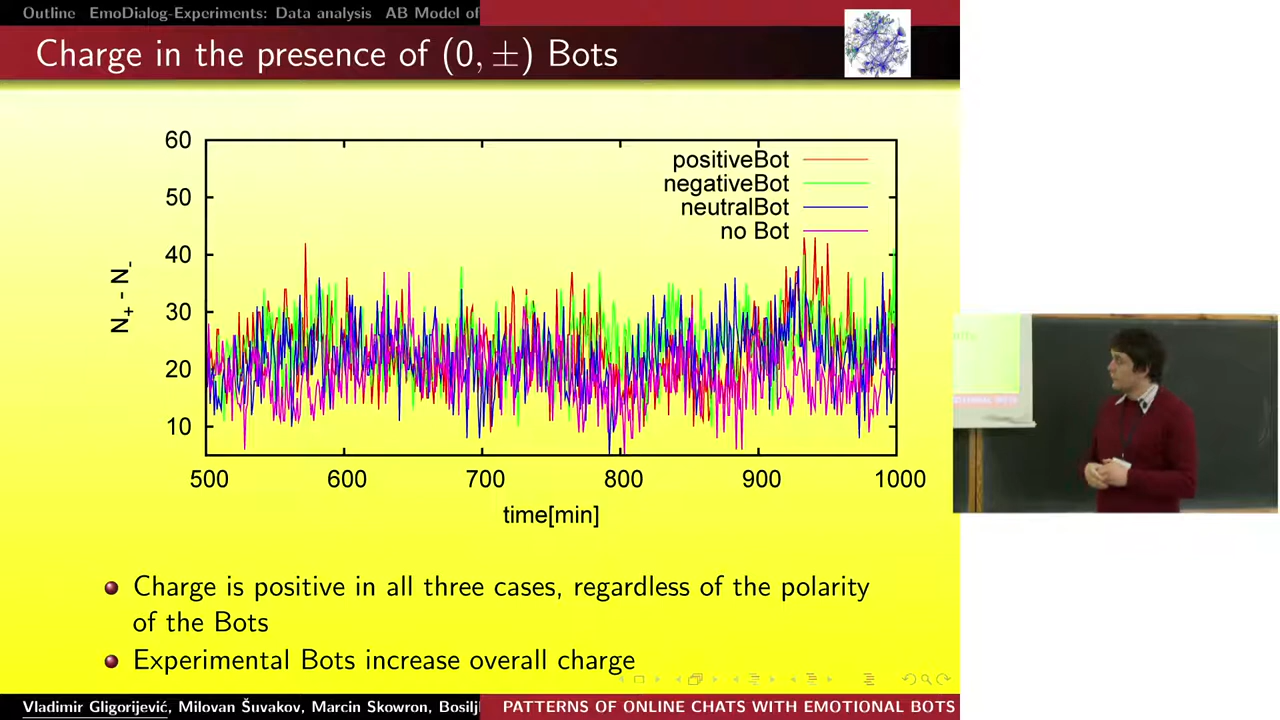 Outline EmoDialog-Experiments: Data analysis AB Model of
Charge in the presence of (0, ±) Bots
60
50
40
30
20
10
N+ - N-
positiveBot
negativeBot
neutralBot
no Bot
500 600 700 800 900 1000
time[min]
Charge is positive in all three cases, regardless of the polarity
of the Bots
Experimental Bots increase overall charge
Vladimir Gligorijević, Milovan Šuvakov, Marcin Skowron, Bosilj
PATTERNS OF ONLINE CHATS WITH EMOTIONAL BOTS